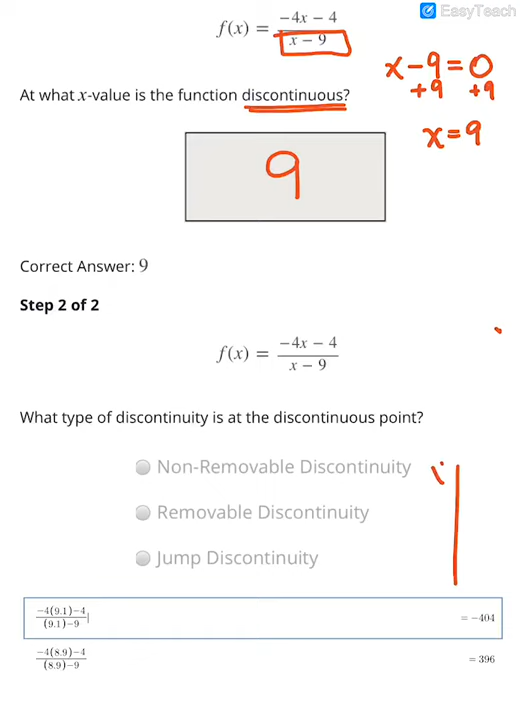 EasyTeach
f(x) = (−4x − 4)/(x − 9)
x − 9 = 0
+9 +9
x = 9
At what x-value is the function discontinuous?
9
Correct Answer: 9
Step 2 of 2
f(x) = (−4x − 4)/(x − 9)
What type of discontinuity is at the discontinuous point?
Non-Removable Discontinuity
Removable Discontinuity
Jump Discontinuity
(−4(9.1)−4)/((9.1)−9) = −404
(−4(8.9)−4)/((8.9)−9) = 396